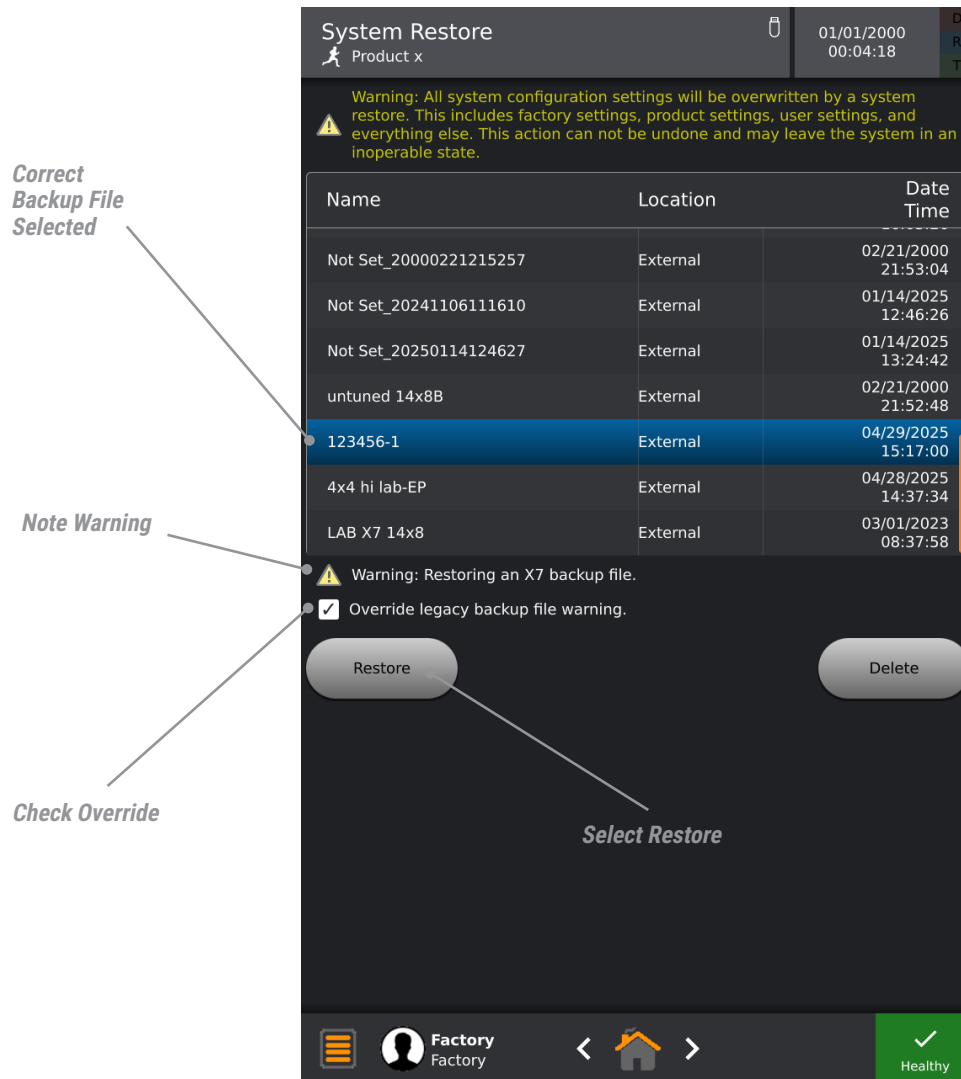 System Restore
Product x
01/01/2000
00:04:18
D
R
T
Warning: All system configuration settings will be overwritten by a system
restore. This includes factory settings, product settings, user settings, and
everything else. This action can not be undone and may leave the system in an
inoperable state.
Correct
Backup File
Selected
Name Location Date
Time
Not Set_20000221215257 External 02/21/2000
21:53:04
Not Set_20241106111610 External 01/14/2025
12:46:26
Not Set_20250114124627 External 01/14/2025
13:24:42
untuned 14x8B External 02/21/2000
21:52:48
123456-1 External 04/29/2025
15:17:00
4x4 hi lab-EP External 04/28/2025
14:37:34
LAB X7 14x8 External 03/01/2023
08:37:58
Note Warning
Warning: Restoring an X7 backup file.
Override legacy backup file warning.
Restore Delete
Check Override
Select Restore
Factory
Factory
Healthy